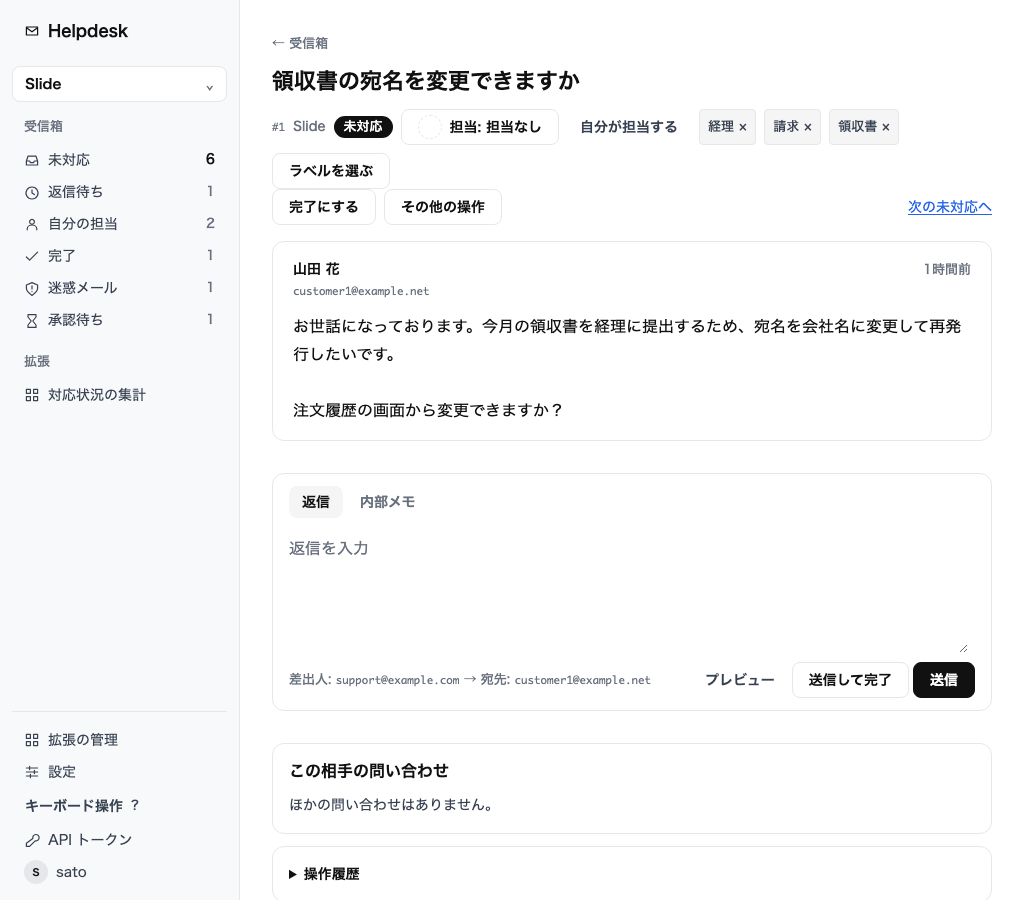 Helpdesk
Slide
受信箱
未対応 6
返信待ち 1
自分の担当 2
完了 1
迷惑メール 1
承認待ち 1
拡張
対応状況の集計
拡張の管理
設定
キーボード操作 ?
API トークン
S sato
← 受信箱
領収書の宛名を変更できますか
#1 Slide 未対応 担当: 担当なし 自分が担当する 経理 × 請求 × 領収書 ×
ラベルを選ぶ
完了にする その他の操作 次の未対応へ
山田 花 1時間前
customer1@example.net
お世話になっております。今月の領収書を経理に提出するため、宛名を会社名に変更して再発
行したいです。
注文履歴の画面から変更できますか？
返信 内部メモ
返信を入力
差出人: support@example.com → 宛先: customer1@example.net プレビュー 送信して完了 送信
この相手の問い合わせ
ほかの問い合わせはありません。
▶ 操作履歴